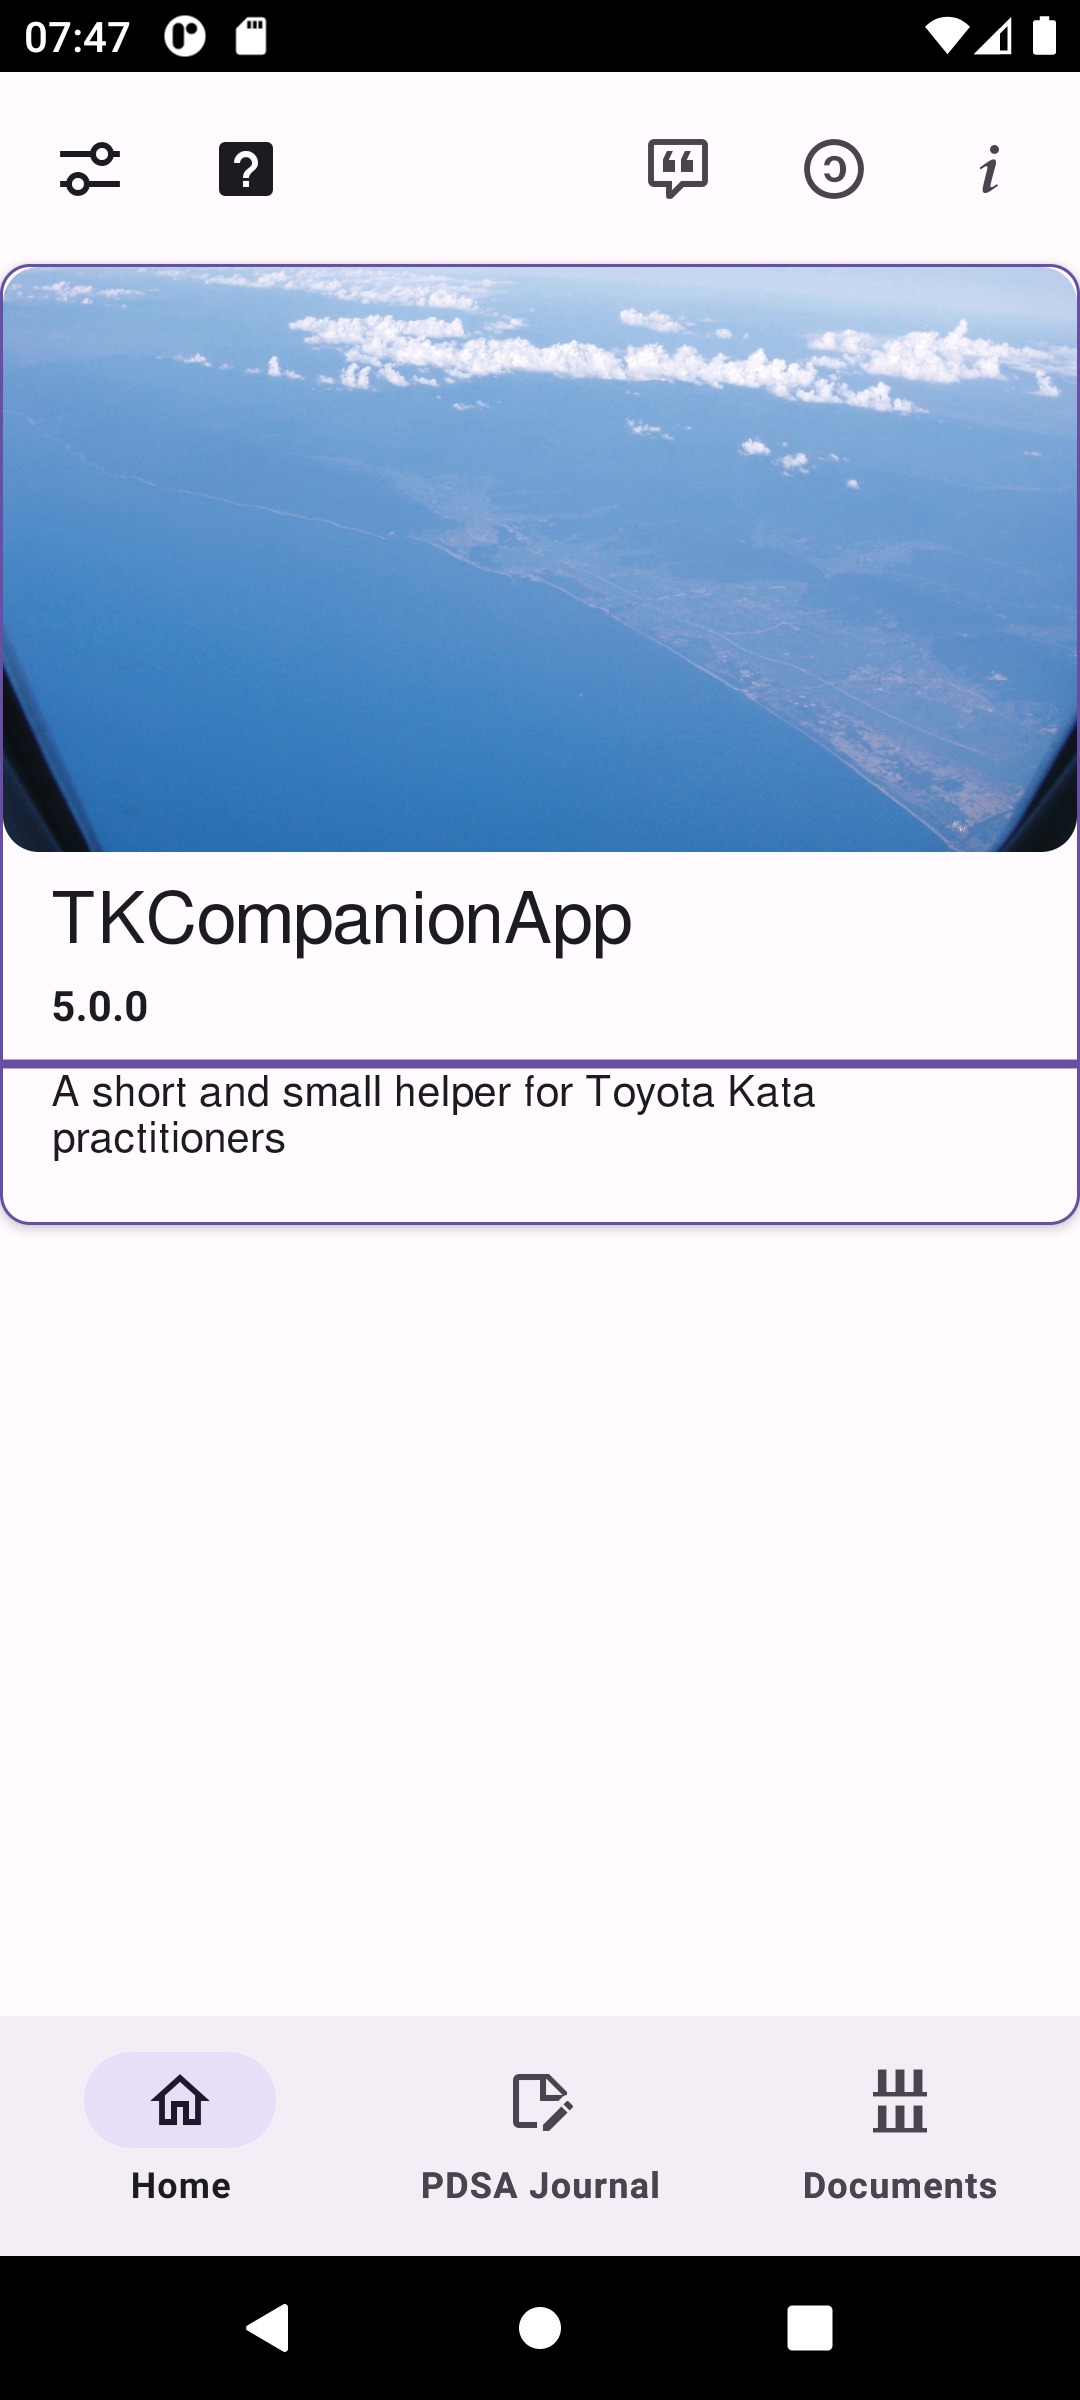 07:47
TKCompanionApp
5.0.0
A short and small helper for Toyota Kata
practitioners
Home
PDSA Journal
Documents